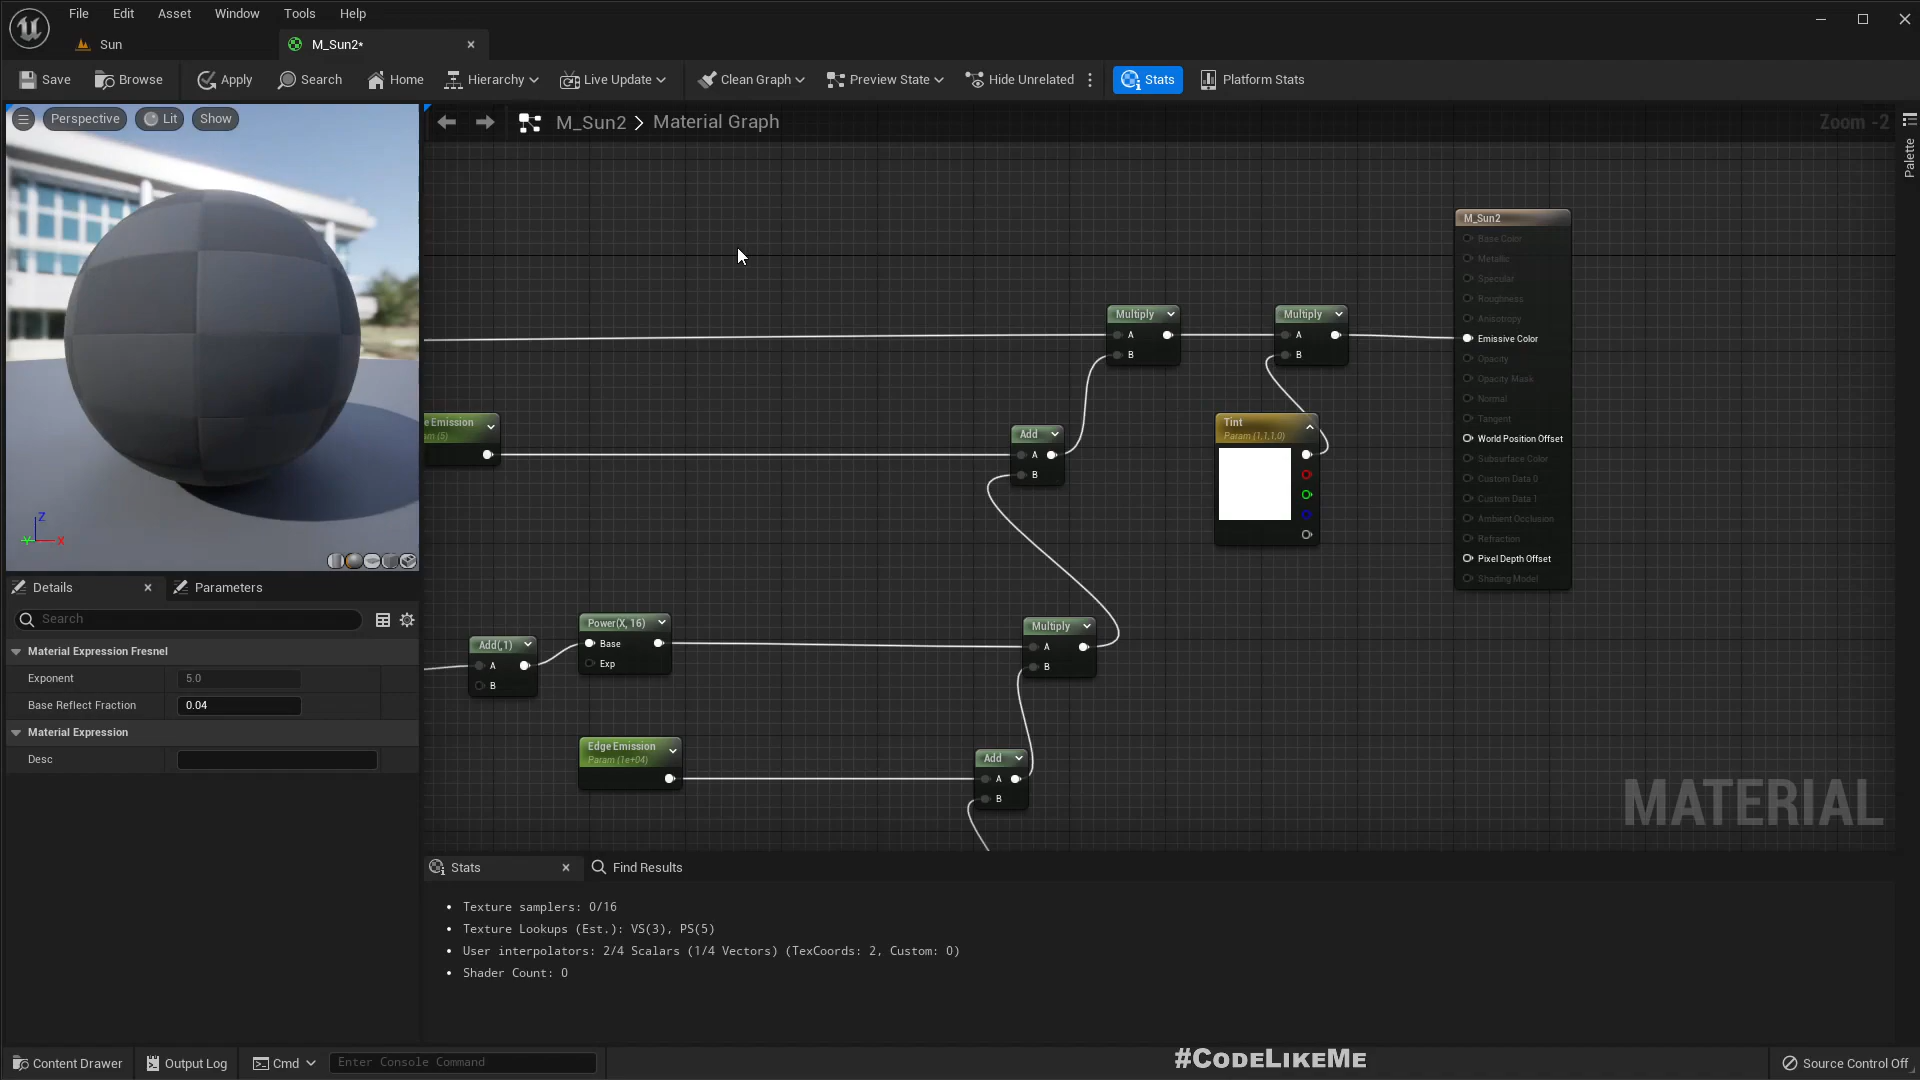 File Edit Asset Window Tools Help
Sun
M_Sun2*
Save Browse Apply Search Home Hierarchy Live Update Clean Graph Preview State Hide Unrelated Stats Platform Stats
Perspective Lit Show
M_Sun2 > Material Graph
Zoom -2
Palette
M_Sun2
Base Color
Metallic
Specular
Roughness
Anisotropy
Emissive Color
Opacity
Opacity Mask
Normal
Tangent
World Position Offset
Subsurface Color
Custom Data 0
Custom Data 1
Ambient Occlusion
Refraction
Pixel Depth Offset
Shading Model
Multiply
A
B
Multiply
A
B
e Emission
am (5)
Add
A
B
Tint
Param (1,1,1,0)
Z
Y
X
Add(,1)
A
B
Power(X, 16)
Base
Exp
Multiply
A
B
Edge Emission
Param (1e+04)
Add
A
B
MATERIAL
Details Parameters
Search
Material Expression Fresnel
Exponent 5.0
Base Reflect Fraction 0.04
Material Expression
Desc
Stats Find Results
• Texture samplers: 0/16
• Texture Lookups (Est.): VS(3), PS(5)
• User interpolators: 2/4 Scalars (1/4 Vectors) (TexCoords: 2, Custom: 0)
• Shader Count: 0
Content Drawer Output Log Cmd Enter Console Command
#CodeLikeMe
Source Control Off